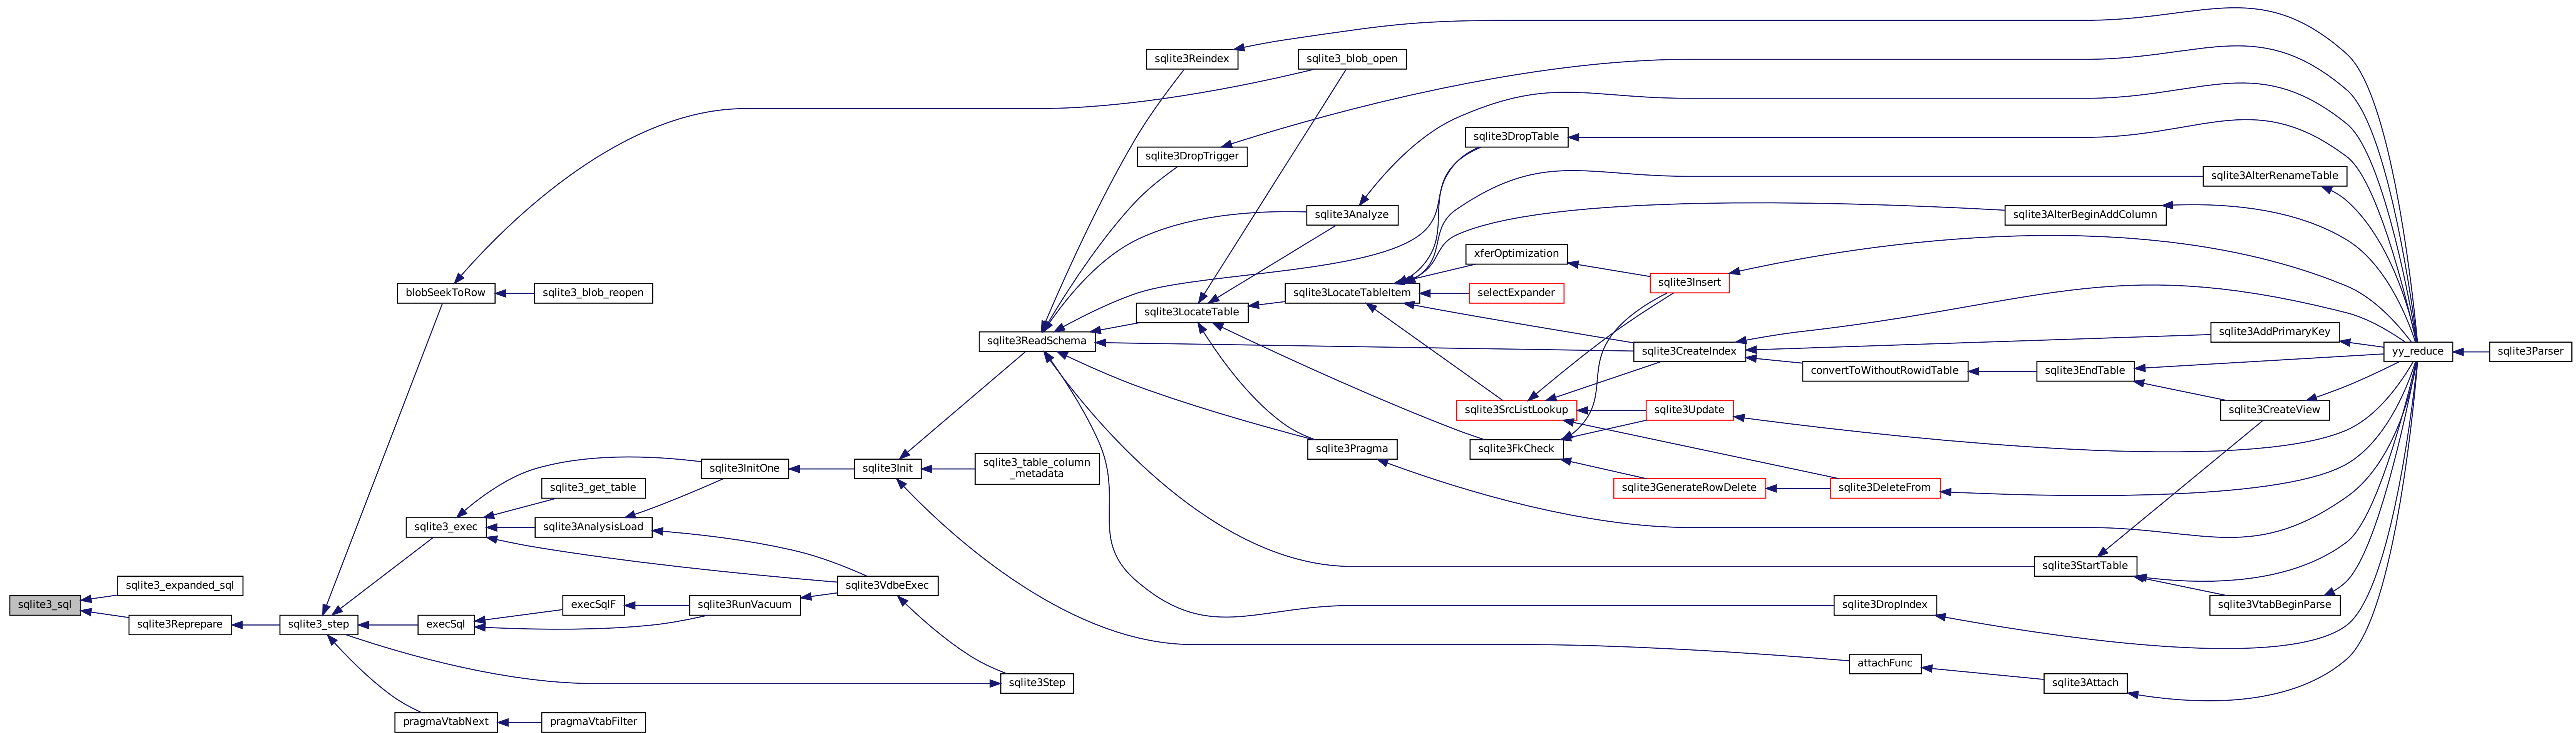 sqlite3_sql
sqlite3_expanded_sql
sqlite3Reprepare
sqlite3_step
blobSeekToRow
sqlite3_exec
execSql
pragmaVtabNext
sqlite3_blob_reopen
sqlite3_get_table
sqlite3AnalysisLoad
execSqlF
pragmaVtabFilter
sqlite3InitOne
sqlite3RunVacuum
sqlite3Init
sqlite3VdbeExec
sqlite3ReadSchema
sqlite3_table_column
_metadata
sqlite3Step
sqlite3Reindex
sqlite3DropTrigger
sqlite3LocateTable
sqlite3_blob_open
sqlite3Analyze
sqlite3LocateTableItem
sqlite3Pragma
sqlite3DropTable
xferOptimization
selectExpander
sqlite3SrcListLookup
sqlite3FkCheck
sqlite3Insert
sqlite3CreateIndex
sqlite3Update
sqlite3GenerateRowDelete
convertToWithoutRowidTable
sqlite3DeleteFrom
sqlite3DropIndex
attachFunc
sqlite3AlterBeginAddColumn
sqlite3EndTable
sqlite3StartTable
sqlite3Attach
sqlite3AlterRenameTable
sqlite3AddPrimaryKey
sqlite3CreateView
sqlite3VtabBeginParse
yy_reduce
sqlite3Parser